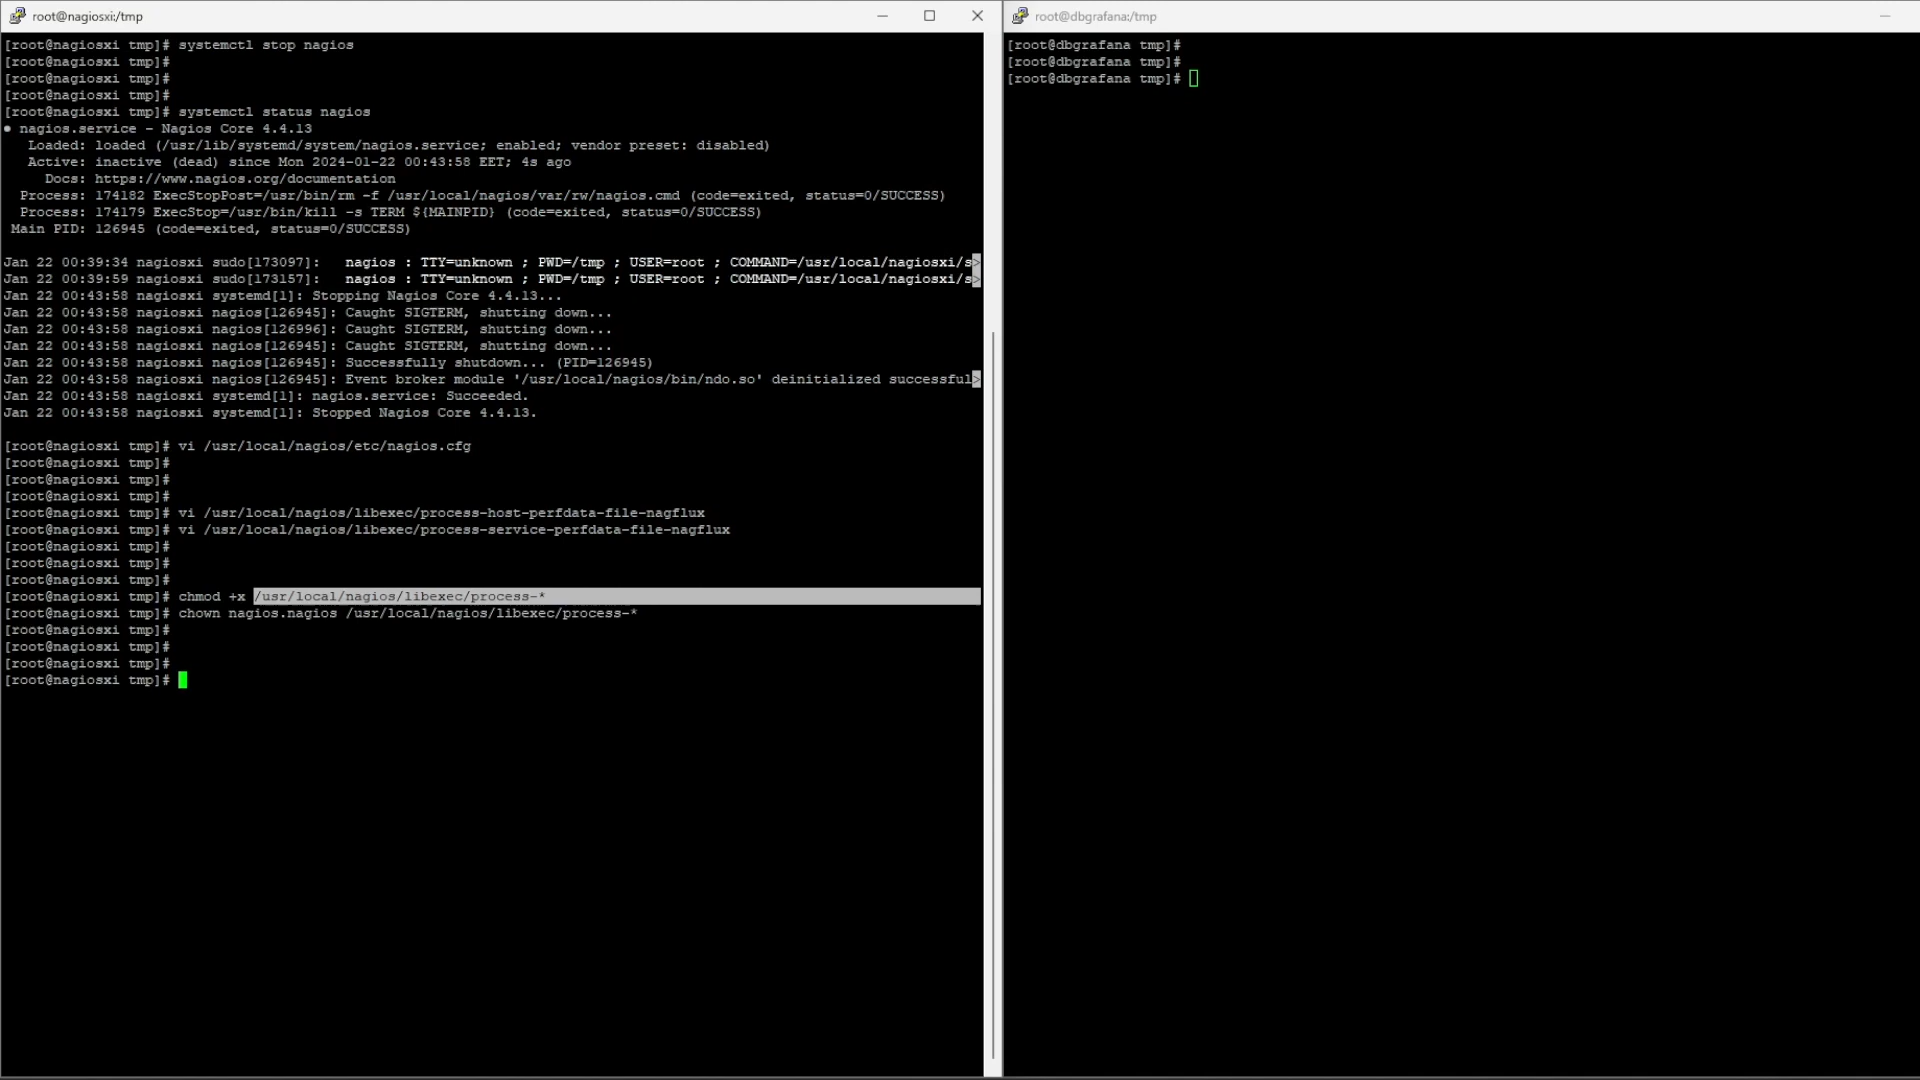 root@nagiosxi:/tmp
[root@nagiosxi tmp]# systemctl stop nagios
[root@nagiosxi tmp]#
[root@nagiosxi tmp]#
[root@nagiosxi tmp]#
[root@nagiosxi tmp]# systemctl status nagios
● nagios.service - Nagios Core 4.4.13
Loaded: loaded (/usr/lib/systemd/system/nagios.service; enabled; vendor preset: disabled)
Active: inactive (dead) since Mon 2024-01-22 00:43:58 EET; 4s ago
Docs: https://www.nagios.org/documentation
Process: 174182 ExecStopPost=/usr/bin/rm -f /usr/local/nagios/var/rw/nagios.cmd (code=exited, status=0/SUCCESS)
Process: 174179 ExecStop=/usr/bin/kill -s TERM ${MAINPID} (code=exited, status=0/SUCCESS)
Main PID: 126945 (code=exited, status=0/SUCCESS)
Jan 22 00:39:34 nagiosxi sudo[173097]: nagios : TTY=unknown ; PWD=/tmp ; USER=root ; COMMAND=/usr/local/nagiosxi/s>
Jan 22 00:39:59 nagiosxi sudo[173157]: nagios : TTY=unknown ; PWD=/tmp ; USER=root ; COMMAND=/usr/local/nagiosxi/s>
Jan 22 00:43:58 nagiosxi systemd[1]: Stopping Nagios Core 4.4.13...
Jan 22 00:43:58 nagiosxi nagios[126945]: Caught SIGTERM, shutting down...
Jan 22 00:43:58 nagiosxi nagios[126996]: Caught SIGTERM, shutting down...
Jan 22 00:43:58 nagiosxi nagios[126945]: Caught SIGTERM, shutting down...
Jan 22 00:43:58 nagiosxi nagios[126945]: Successfully shutdown... (PID=126945)
Jan 22 00:43:58 nagiosxi nagios[126945]: Event broker module '/usr/local/nagios/bin/ndo.so' deinitialized successful>
Jan 22 00:43:58 nagiosxi systemd[1]: nagios.service: Succeeded.
Jan 22 00:43:58 nagiosxi systemd[1]: Stopped Nagios Core 4.4.13.
[root@nagiosxi tmp]# vi /usr/local/nagios/etc/nagios.cfg
[root@nagiosxi tmp]#
[root@nagiosxi tmp]#
[root@nagiosxi tmp]#
[root@nagiosxi tmp]# vi /usr/local/nagios/libexec/process-host-perfdata-file-nagflux
[root@nagiosxi tmp]# vi /usr/local/nagios/libexec/process-service-perfdata-file-nagflux
[root@nagiosxi tmp]#
[root@nagiosxi tmp]#
[root@nagiosxi tmp]#
[root@nagiosxi tmp]# chmod +x /usr/local/nagios/libexec/process-*
[root@nagiosxi tmp]# chown nagios.nagios /usr/local/nagios/libexec/process-*
[root@nagiosxi tmp]#
[root@nagiosxi tmp]#
[root@nagiosxi tmp]#
[root@nagiosxi tmp]#
root@dbgrafana:/tmp
[root@dbgrafana tmp]#
[root@dbgrafana tmp]#
[root@dbgrafana tmp]#